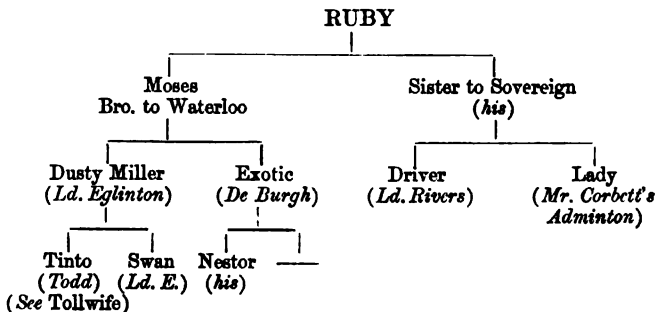 RUBY
Moses
Bro. to Waterloo
Sister to Sovereign
(his)
Dusty Miller
(Ld. Eglinton)
Exotic
(De Burgh)
Driver
(Ld. Rivers)
Lady
(Mr. Corbett's
Adminton)
Tinto
(Todd)
(See Tollwife)
Swan
(Ld. E.)
Nestor
(his)